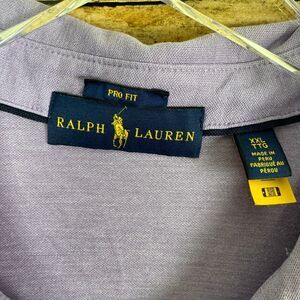 PRO FIT
RALPH LAUREN
XXL
TTG
MADE IN
PERU
FABRIQUÉ AU
PÉROU